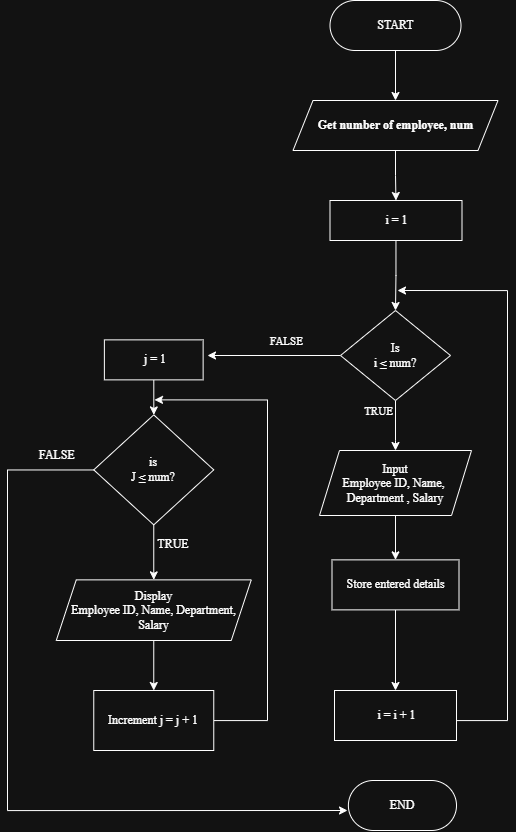 START
Get number of employee, num
i = 1
Is
i ≤ num?
FALSE
TRUE
j = 1
is
J ≤ num?
FALSE
TRUE
Input
Employee ID, Name,
Department , Salary
Store entered details
i = i + 1
Display
Employee ID, Name, Department,
Salary
Increment j = j + 1
END